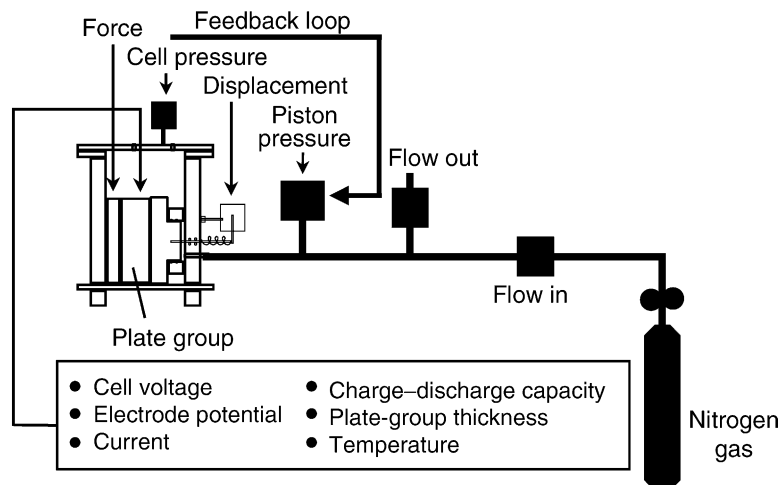 Feedback loop
Force
Cell pressure
Displacement
Piston
pressure
Flow out
Flow in
Plate group
Nitrogen
gas
● Cell voltage
● Electrode potential
● Current
● Charge–discharge capacity
● Plate-group thickness
● Temperature